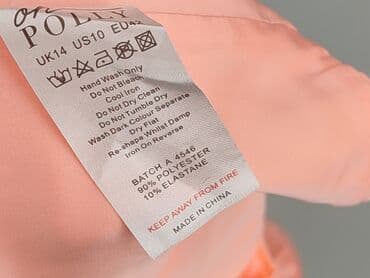 POLLY
UK14 US10 EU42
Hand Wash Only
Do Not Bleach
Cool Iron
Do Not Dry Clean
Do Not Tumble Dry
Wash Dark Colour Separate
Dry Flat
Re-shape Whilst Damp
Iron On Reverse
BATCH A 4546
90% POLYESTER
10% ELASTANE
KEEP AWAY FROM FIRE
MADE IN CHINA